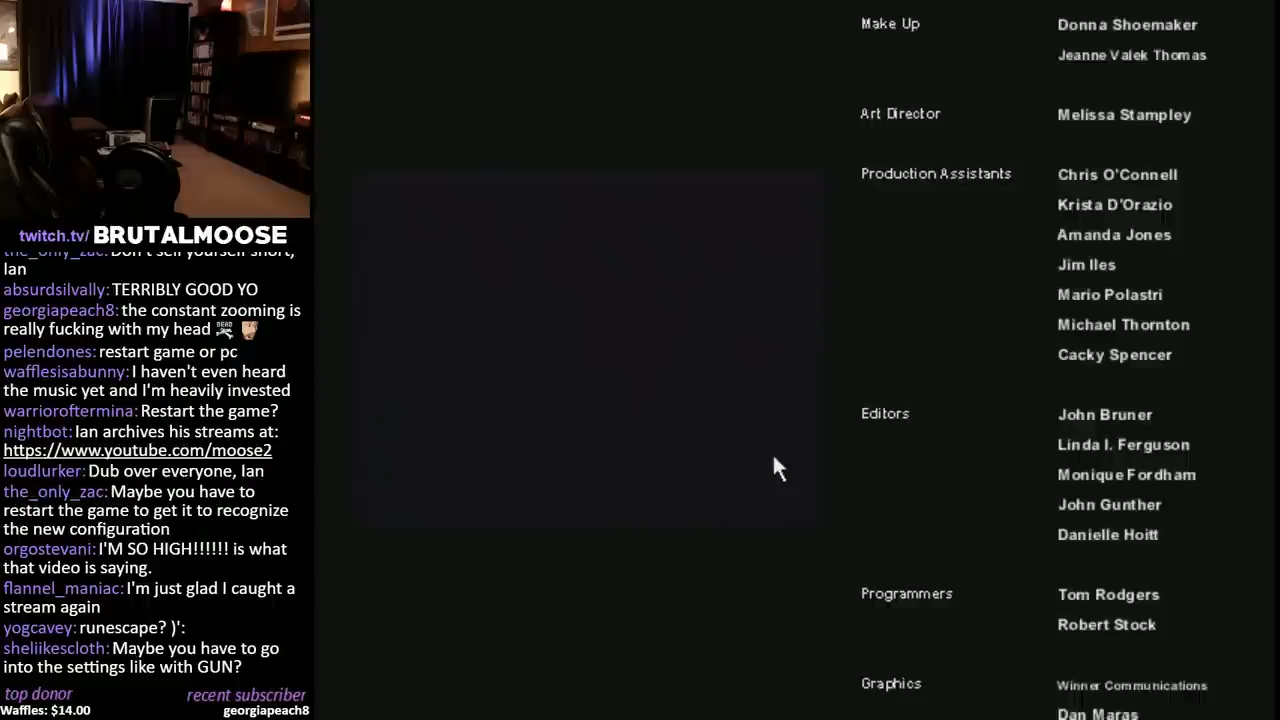 twitch.tv/ BRUTALMOOSE
the_only_zac: Don't sell yourself short,
Ian
absurdsilvally: TERRIBLY GOOD YO
georgiapeach8: the constant zooming is
really fucking with my head
pelendones: restart game or pc
wafflesisabunny: I haven't even heard
the music yet and I'm heavily invested
warrioroftermina: Restart the game?
nightbot: Ian archives his streams at:
https://www.youtube.com/moose2
loudlurker: Dub over everyone, Ian
the_only_zac: Maybe you have to
restart the game to get it to recognize
the new configuration
orgostevani: I'M SO HIGH!!!!!! is what
that video is saying.
flannel_maniac: I'm just glad I caught a
stream again
yogcavey: runescape? )':
sheliikescloth: Maybe you have to go
into the settings like with GUN?
top donor recent subscriber
Waffles: $14.00 georgiapeach8
Make Up Donna Shoemaker
Jeanne Valek Thomas
Art Director Melissa Stampley
Production Assistants Chris O'Connell
Krista D'Orazio
Amanda Jones
Jim Iles
Mario Polastri
Michael Thornton
Cacky Spencer
Editors John Bruner
Linda I. Ferguson
Monique Fordham
John Gunther
Danielle Hoitt
Programmers Tom Rodgers
Robert Stock
Graphics Winner Communications
Dan Maras